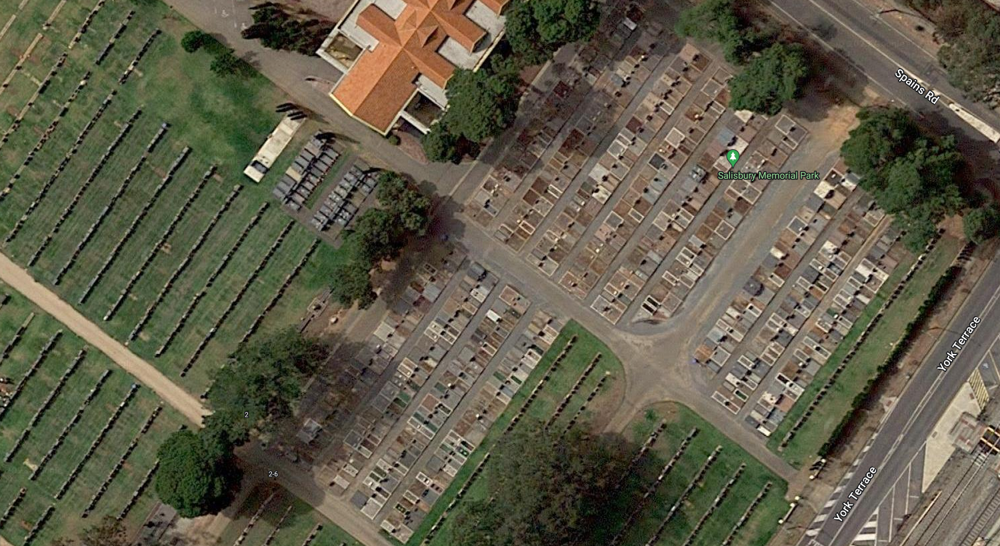 Spains Rd
Salisbury Memorial Park
York Terrace
2
2-6
York Terrace